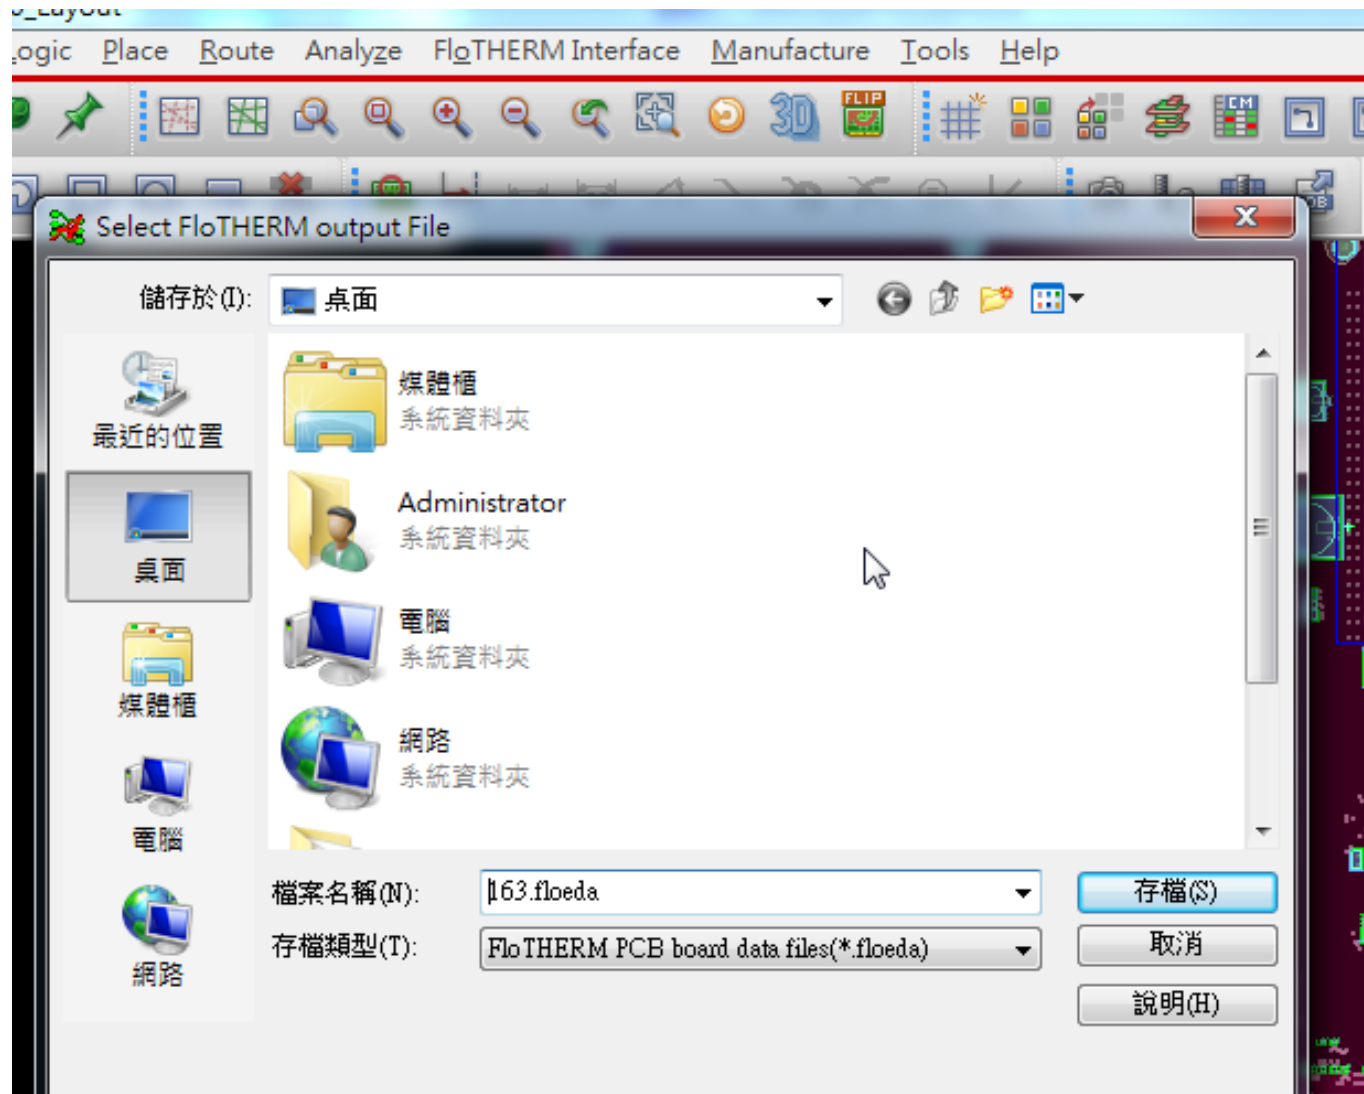 Layout
ogic Place Route Analyze FloTHERM Interface Manufacture Tools Help
3D FLIP CM
Select FloTHERM output File
儲存於(I): 桌面
媒體櫃
系統資料夾
最近的位置
Administrator
系統資料夾
桌面
電腦
系統資料夾
媒體櫃
網路
系統資料夾
電腦
檔案名稱(N): 163.floeda 存檔(S)
存檔類型(T): FloTHERM PCB board data files(*.floeda) 取消
網路
說明(H)